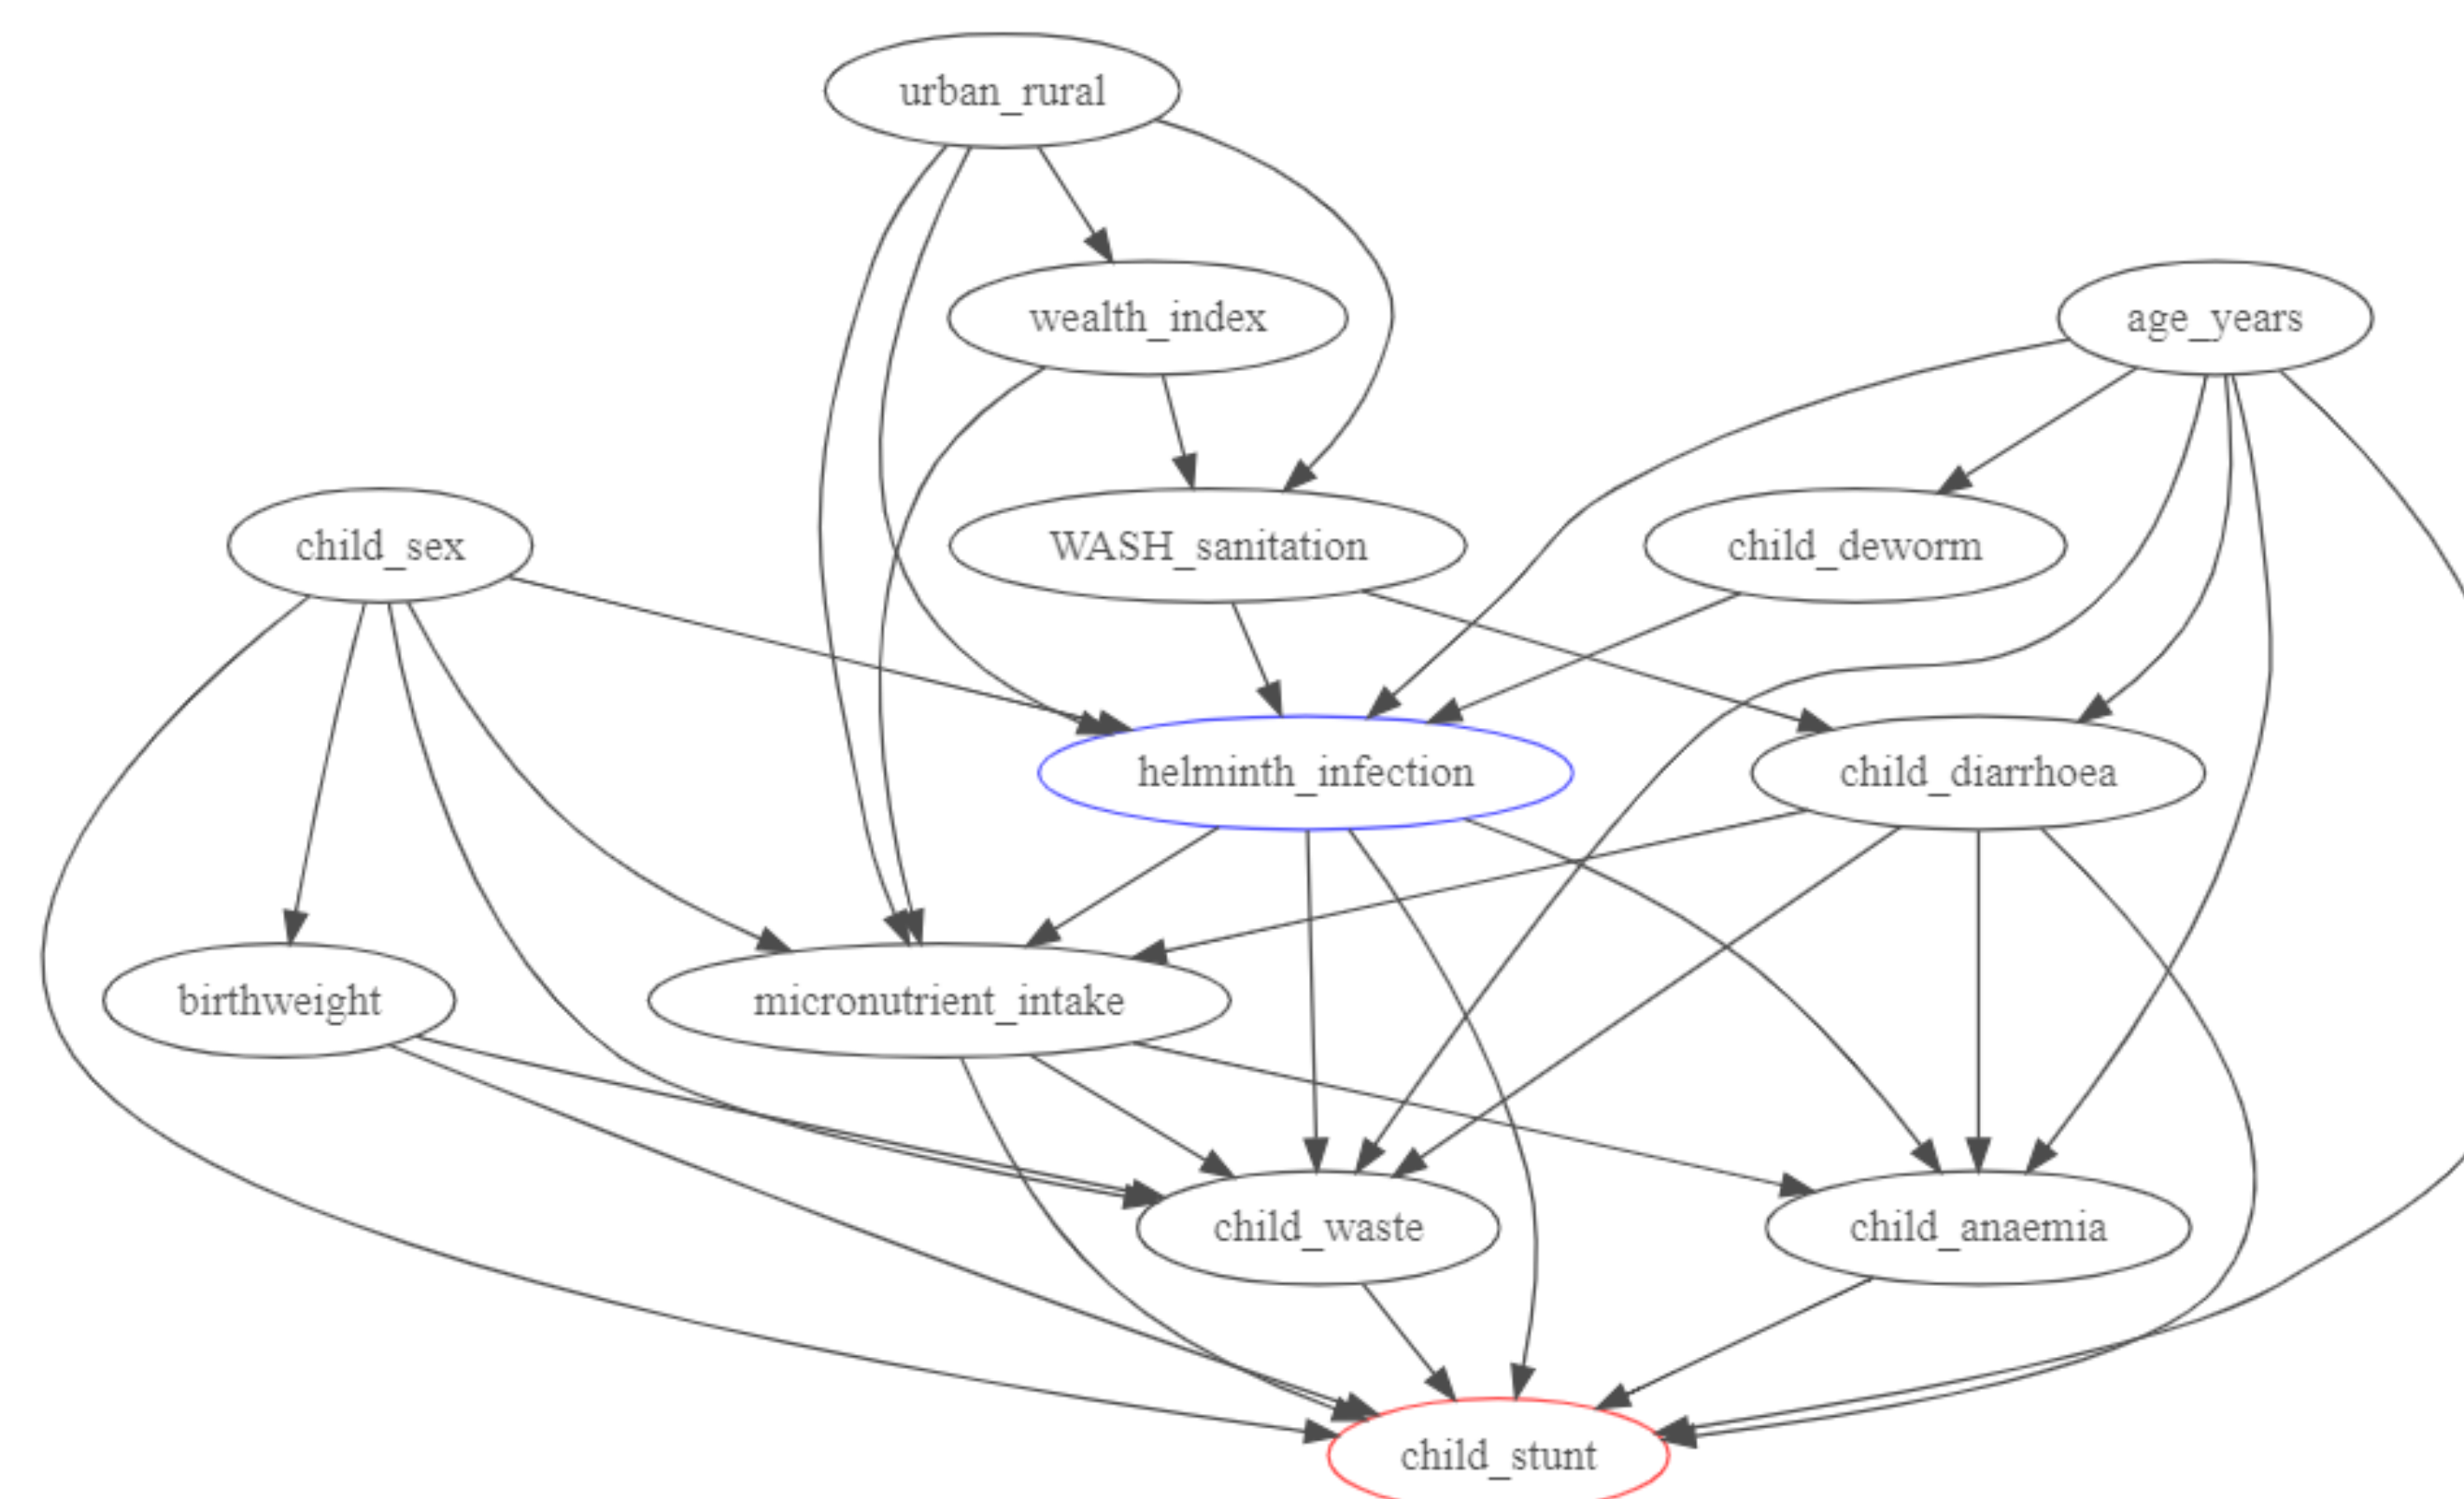 urban_rural
wealth_index
age_years
child_sex
WASH_sanitation
child_deworm
helminth_infection
child_diarrhoea
birthweight
micronutrient_intake
child_waste
child_anaemia
child_stunt